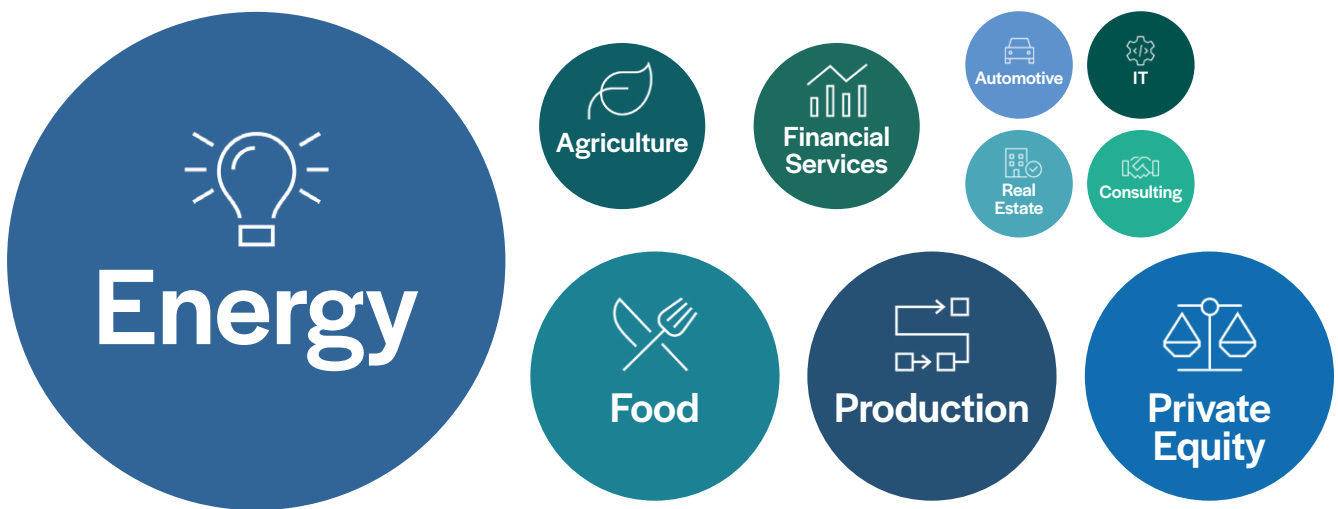 Energy
Agriculture
Financial
Services
Automotive
IT
Real
Estate
Consulting
Food
Production
Private
Equity